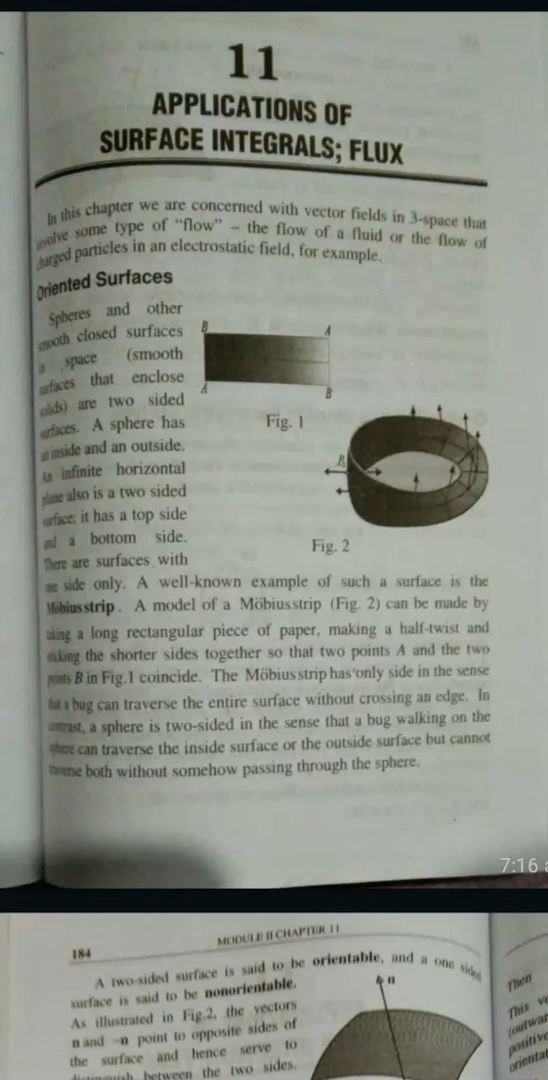 11
APPLICATIONS OF
SURFACE INTEGRALS; FLUX
In this chapter we are concerned with vector fields in 3-space that
some type of "flow" – the flow of a fluid or the flow of
particles in an electrostatic field, for example.
Oriented Surfaces
Spheres and other
closed surfaces
space (smooth
that enclose
are two sided
A sphere has
inside and an outside.
An infinite horizontal
plane also is a two sided
it has a top side
a bottom side.
There are surfaces with
B
A
A
B
Fig. 1
Fig. 2
side only. A well-known example of such a surface is the
Möbius strip. A model of a Möbius strip (Fig. 2) can be made by
a long rectangular piece of paper, making a half-twist and
the shorter sides together so that two points A and the two
B in Fig.1 coincide. The Möbius strip has only side in the sense
a bug can traverse the entire surface without crossing an edge. In
a sphere is two-sided in the sense that a bug walking on the
can traverse the inside surface or the outside surface but cannot
both without somehow passing through the sphere.
7:16
184
MODULE II CHAPTER 11
A two-sided surface is said to be orientable, and a one sided
surface is said to be nonorientable.
As illustrated in Fig.2, the vectors
n and –n point to opposite sides of
the surface and hence serve to
between the two sides.
n
Then
This
positive